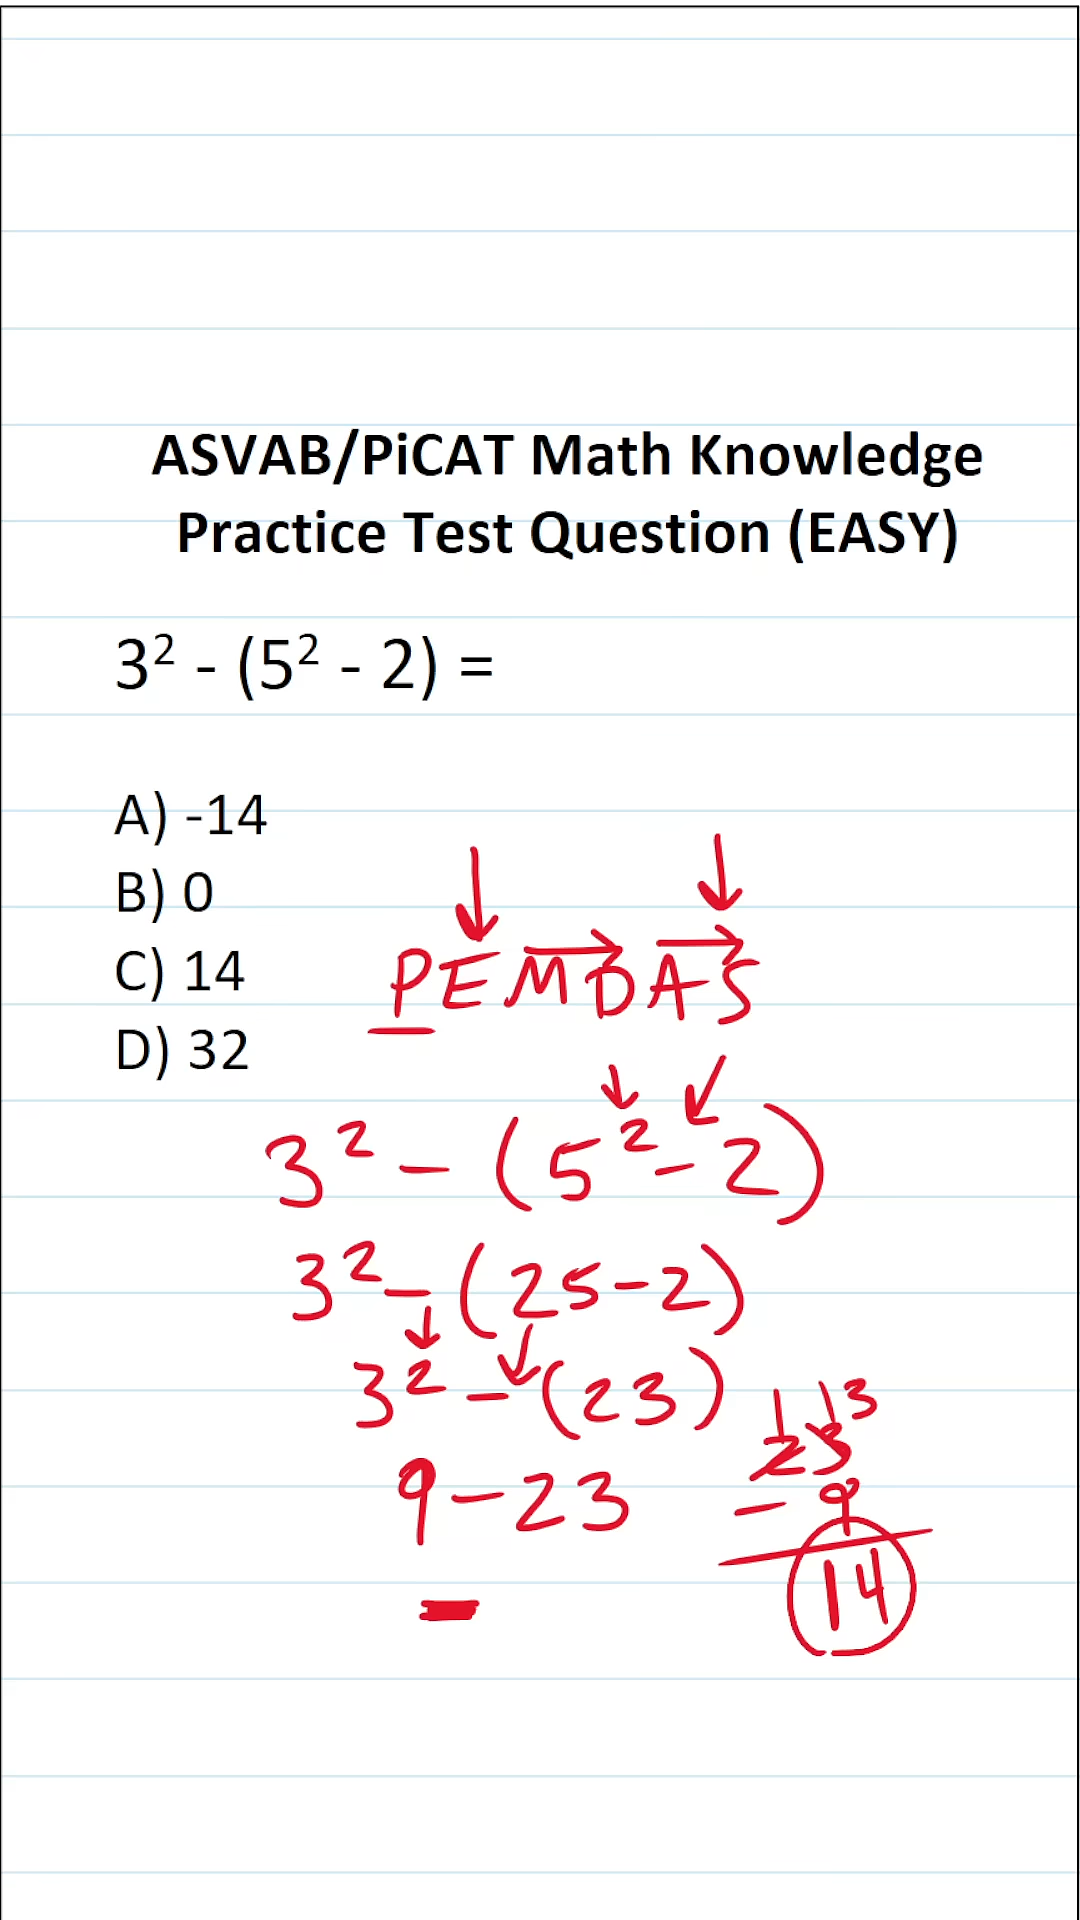 ASVAB/PiCAT Math Knowledge
Practice Test Question (EASY)
3² - (5² - 2) =
A) -14
B) 0
C) 14
D) 32
PEMDAS
3² - (5² - 2)
3² - (25 - 2)
3² - (23)
9 - 23
-
1 13
23
- 9
14